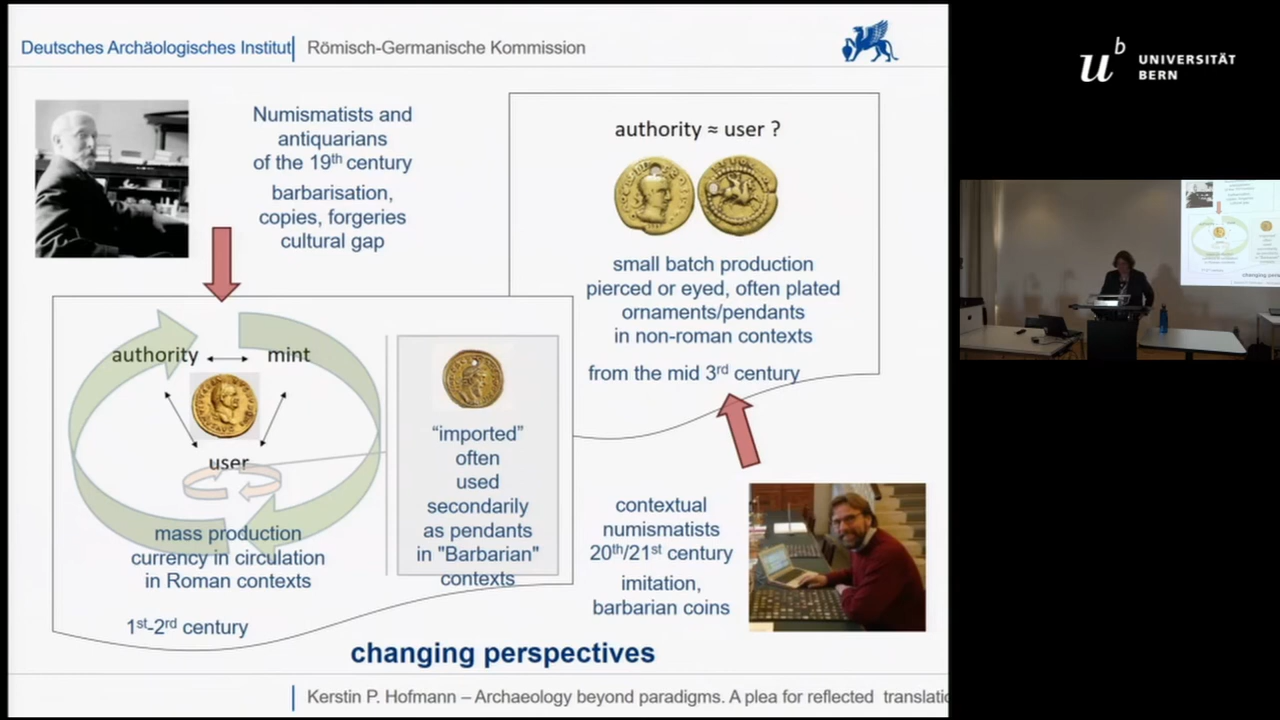 Deutsches Archäologisches Institut
Römisch-Germanische Kommission
Numismatists and
antiquarians
of the 19th century
barbarisation,
copies, forgeries
cultural gap
authority ≈ user ?
small batch production
pierced or eyed, often plated
ornaments/pendants
in non-roman contexts
from the mid 3rd century
authority
mint
user
mass production
currency in circulation
in Roman contexts
1st-2rd century
“imported”
often
used
secondarily
as pendants
in "Barbarian"
contexts
contextual
numismatists
20th/21st century
imitation,
barbarian coins
changing perspectives
Kerstin P. Hofmann – Archaeology beyond paradigms. A plea for reflected translatio
ub
UNIVERSITÄT
BERN
changing pers